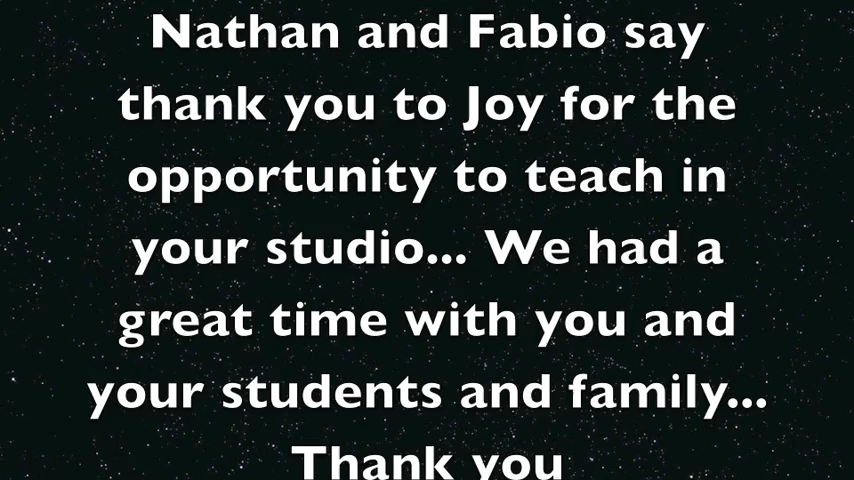 Nathan and Fabio say
thank you to Joy for the
opportunity to teach in
your studio... We had a
great time with you and
your students and family...
Thank you